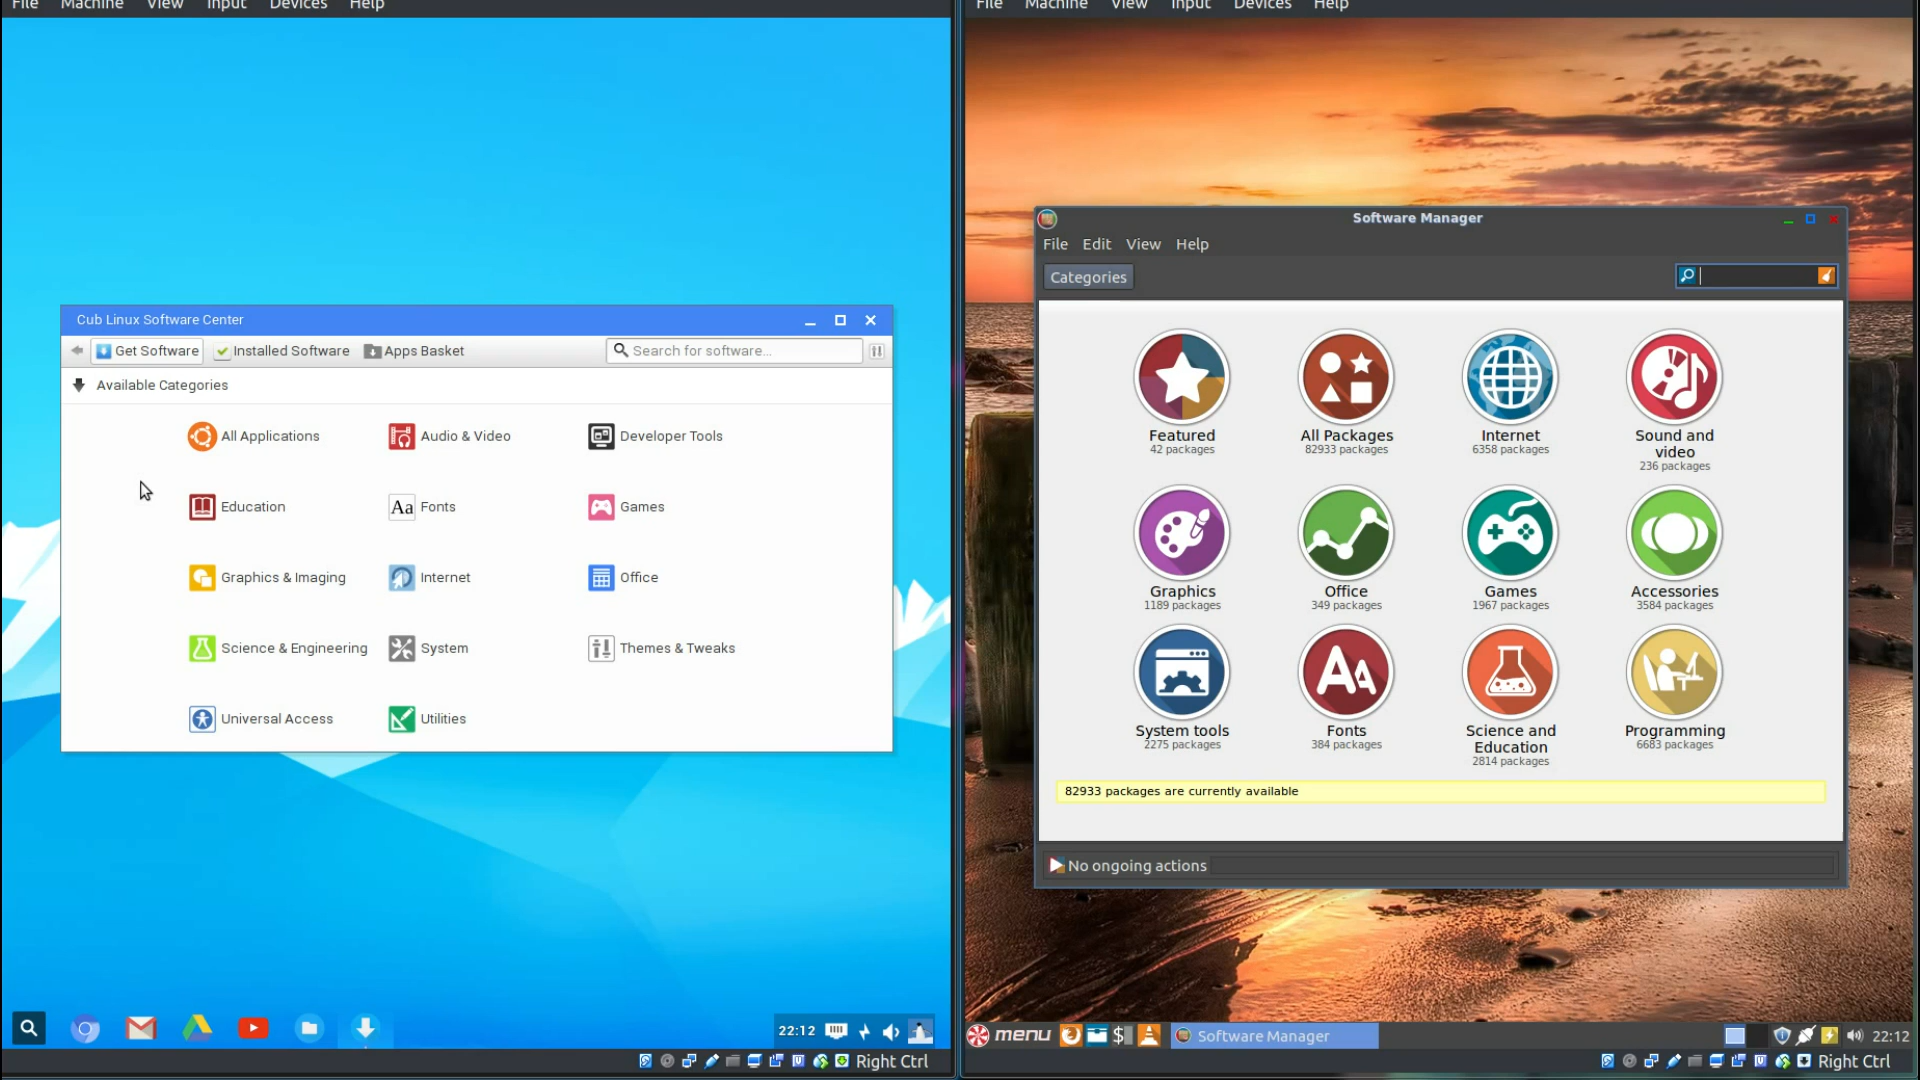 File Machine View Input Devices Help
Cub Linux Software Center
Get Software Installed Software Apps Basket Search for software...
Available Categories
All Applications Audio & Video Developer Tools
Education Aa Fonts Games
Graphics & Imaging Internet Office
Science & Engineering System Themes & Tweaks
Universal Access Utilities
22:12
Right Ctrl
File Machine View Input Devices Help
Software Manager
File Edit View Help
Categories
Featured All Packages Internet Sound and
video
42 packages 82933 packages 6358 packages 236 packages
Graphics Office Games Accessories
1189 packages 349 packages 1967 packages 3584 packages
AA
System tools Fonts Science and
Education Programming
2275 packages 384 packages 2814 packages 6683 packages
82933 packages are currently available
No ongoing actions
menu $ Software Manager 22:12
Right Ctrl